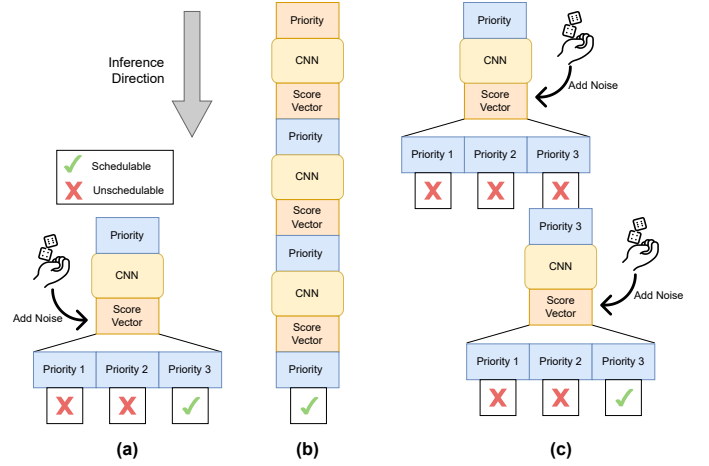 Inference
Direction
Schedulable
Unschedulable
Priority
CNN
Score
Vector
Add Noise
Priority 1 Priority 2 Priority 3
(a)
Priority
CNN
Score
Vector
Priority
CNN
Score
Vector
Priority
CNN
Score
Vector
Priority
(b)
Priority
CNN
Score
Vector
Add Noise
Priority 1 Priority 2 Priority 3
Priority 3
CNN
Score
Vector
Add Noise
Priority 1 Priority 2 Priority 3
(c)